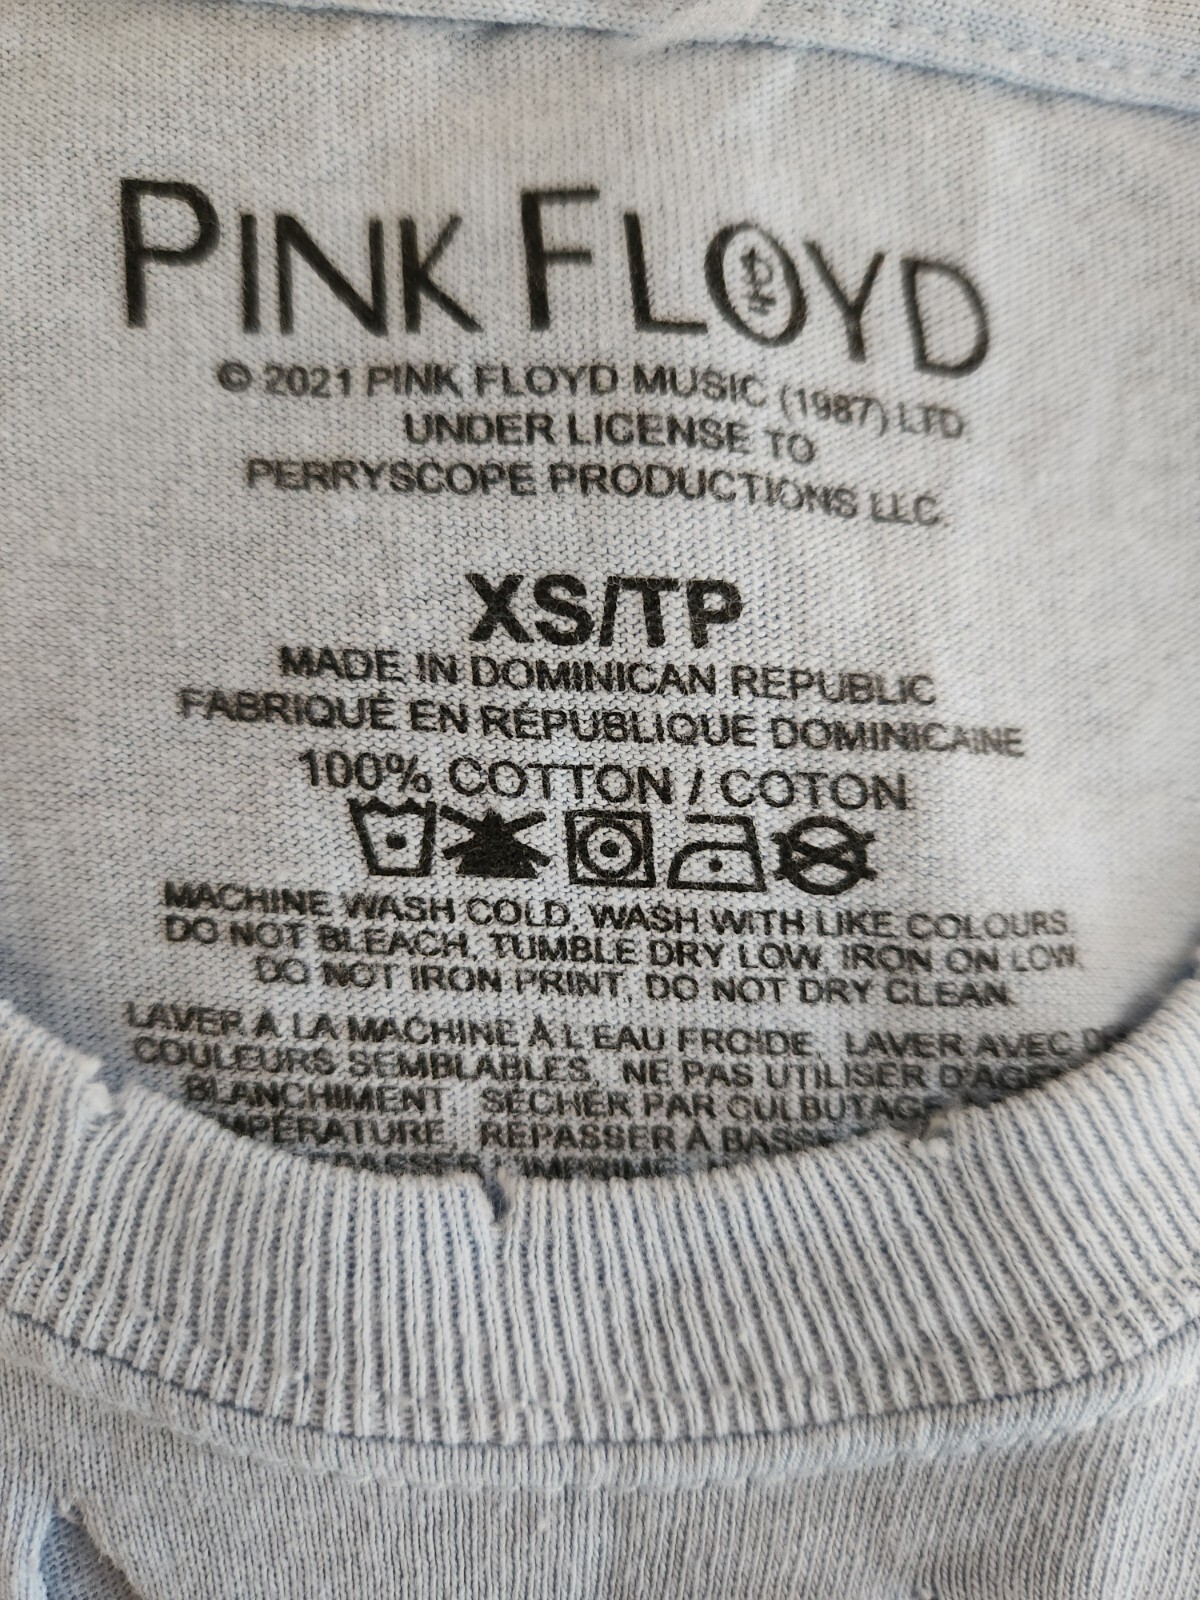 PINK FLOYD
© 2021 PINK FLOYD MUSIC (1987) LTD.
UNDER LICENSE TO
PERRYSCOPE PRODUCTIONS LLC.
XS/TP
MADE IN DOMINICAN REPUBLIC
FABRIQUÉ EN RÉPUBLIQUE DOMINICAINE
100% COTTON / COTON
MACHINE WASH COLD, WASH WITH LIKE COLOURS.
DO NOT BLEACH, TUMBLE DRY LOW, IRON ON LOW.
DO NOT IRON PRINT, DO NOT DRY CLEAN.
LAVER À LA MACHINE À L'EAU FROIDE, LAVER AVEC
COULEURS SEMBLABLES, NE PAS UTILISER
BLANCHIMENT, SÉCHER PAR CULBUTAGE
RÉPASSER À